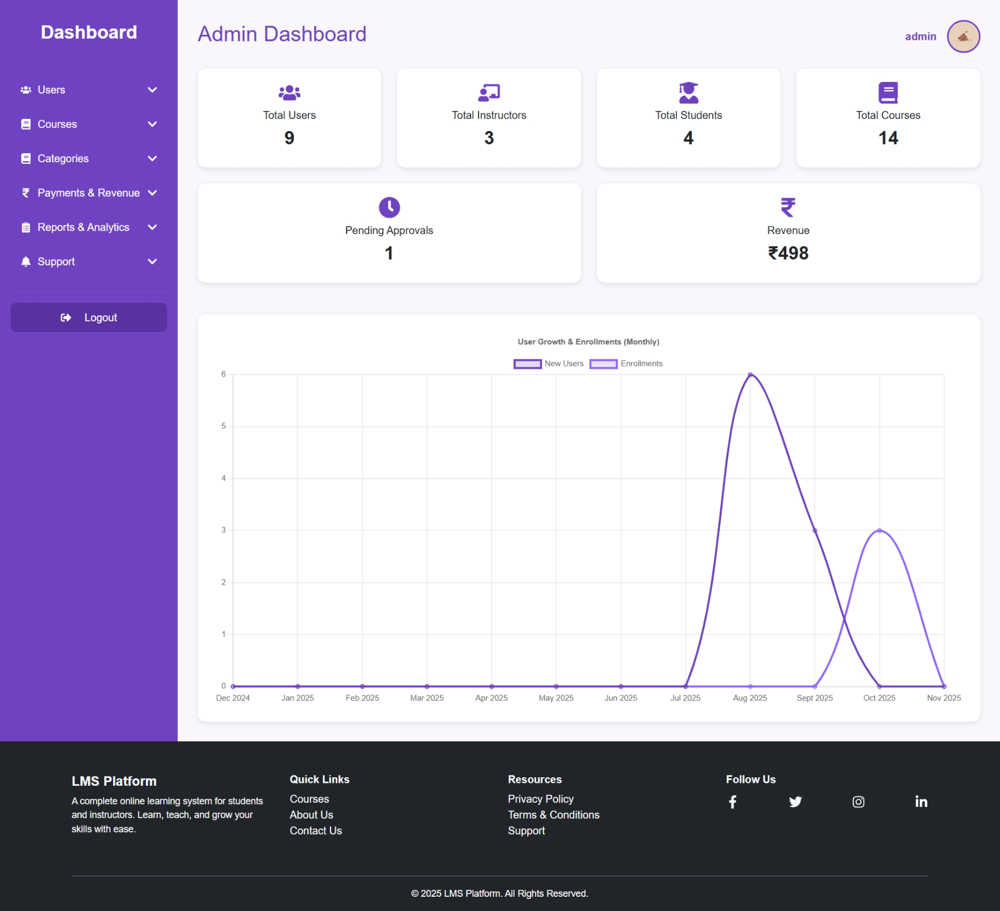 Dashboard
Users
Courses
Categories
Payments & Revenue
Reports & Analytics
Support
Logout
Admin Dashboard
admin
Total Users
9
Total Instructors
3
Total Students
4
Total Courses
14
Pending Approvals
1
Revenue
₹498
User Growth & Enrollments (Monthly)
New Users Enrollments
6
5
4
3
2
1
0
Dec 2024 Jan 2025 Feb 2025 Mar 2025 Apr 2025 May 2025 Jun 2025 Jul 2025 Aug 2025 Sept 2025 Oct 2025 Nov 2025
LMS Platform
A complete online learning system for students
and instructors. Learn, teach, and grow your
skills with ease.
Quick Links
Courses
About Us
Contact Us
Resources
Privacy Policy
Terms & Conditions
Support
Follow Us
© 2025 LMS Platform. All Rights Reserved.